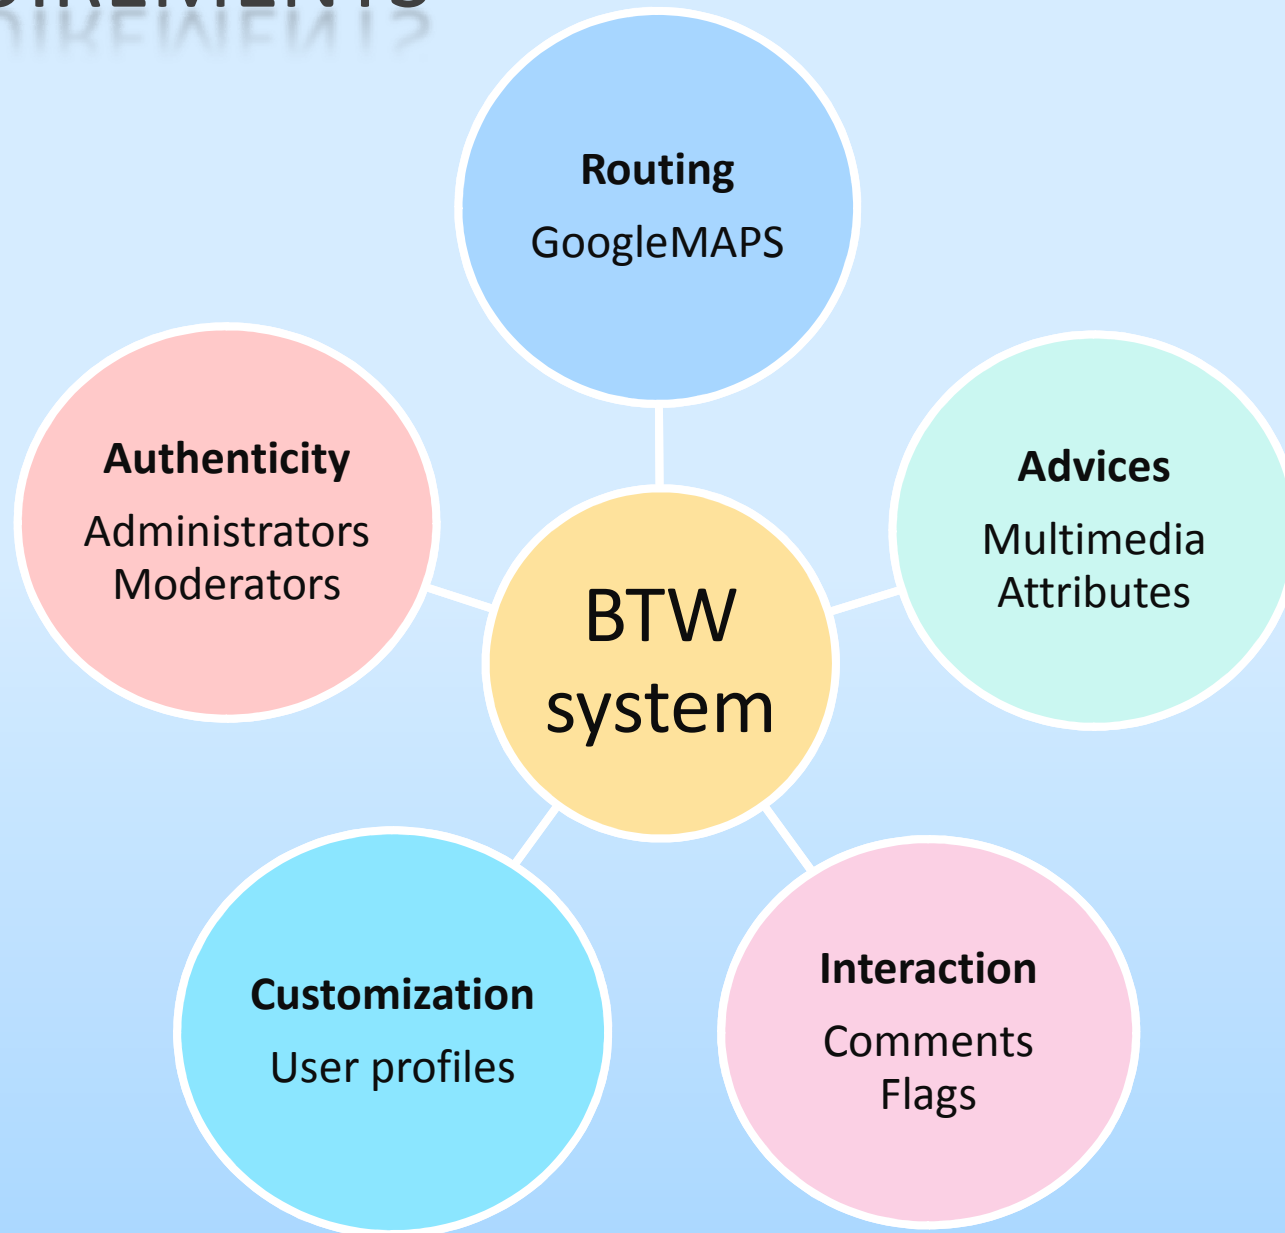 Routing
GoogleMAPS
Authenticity
Administrators
Moderators
Advices
Multimedia
Attributes
BTW
system
Customization
User profiles
Interaction
Comments
Flags